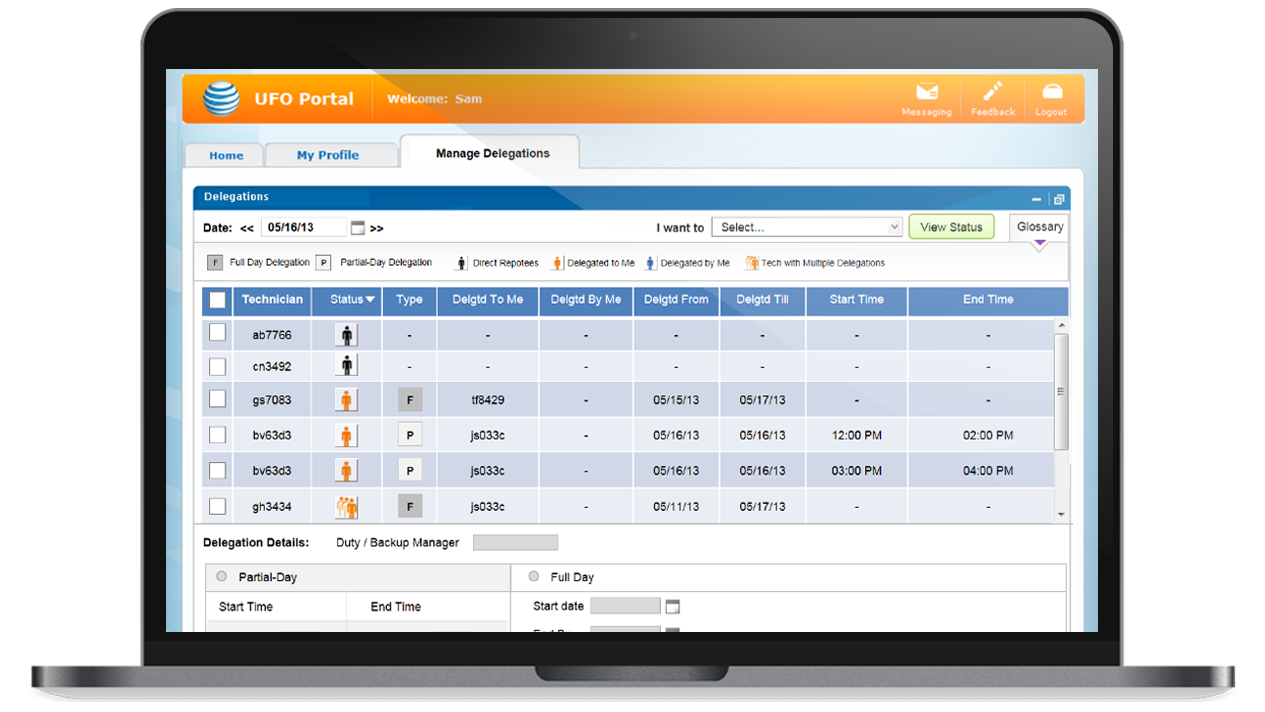 UFO Portal Welcome: Sam Messaging Feedback Logout
Home My Profile Manage Delegations
Delegations
Date: << 05/16/13 >> I want to Select... View Status Glossary
F Full Day Delegation P Partial-Day Delegation Direct Repotees Delegated to Me Delegated by Me Tech with Multiple Delegations
Technician Status Type Delgtd To Me Delgtd By Me Delgtd From Delgtd Till Start Time End Time
ab7766 - - - - - - -
cn3492 - - - - - - -
gs7083 F tf8429 - 05/15/13 05/17/13 - -
bv63d3 P js033c - 05/16/13 05/16/13 12:00 PM 02:00 PM
bv63d3 P js033c - 05/16/13 05/16/13 03:00 PM 04:00 PM
gh3434 F js033c - 05/11/13 05/17/13 - -
Delegation Details: Duty / Backup Manager
Partial-Day Full Day
Start Time End Time Start date